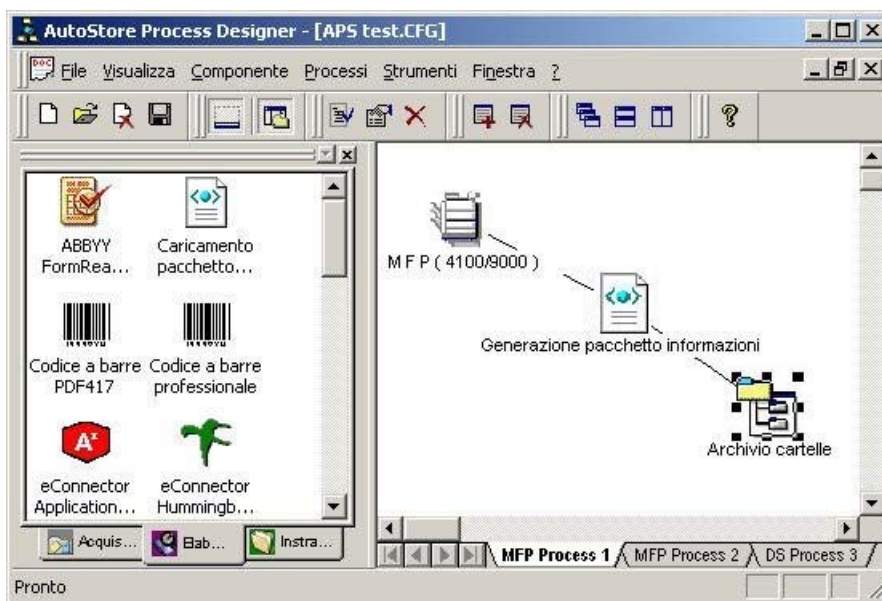 AutoStore Process Designer - [APS test.CFG]
File Visualizza Componente Processi Strumenti Finestra ?
ABBYY
FormRea...
Caricamento
pacchetto...
Codice a barre
PDF417
Codice a barre
professionale
eConnector
Application...
eConnector
Hummingb...
Acquis...
Elab...
Instra...
M F P ( 4100/9000 )
Generazione pacchetto informazioni
Archivio cartelle
MFP Process 1
MFP Process 2
DS Process 3
Pronto